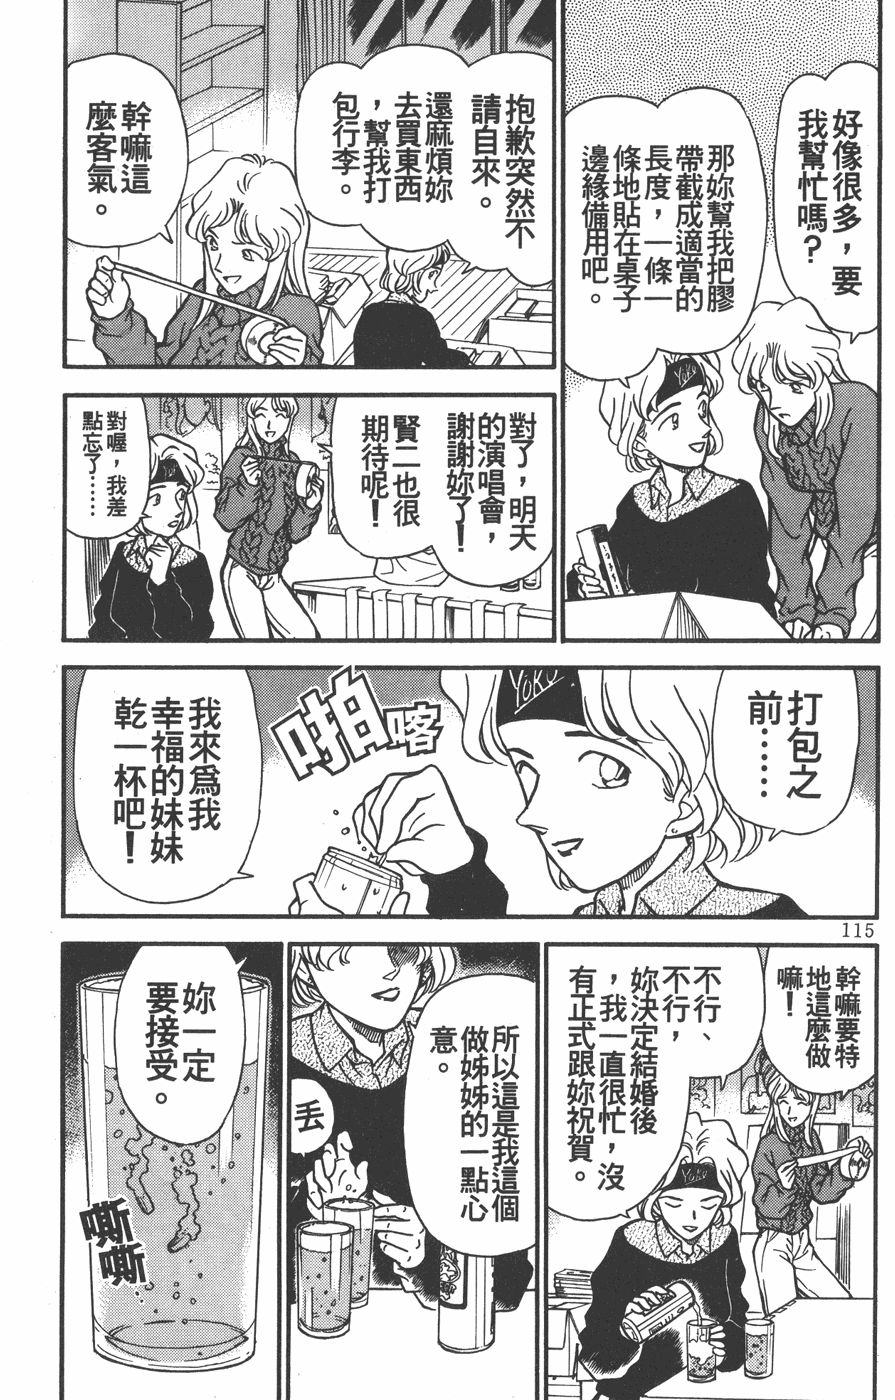 好像很多，要
我幫忙嗎？
那妳幫我把膠
帶截成適當的
長度，一條一
條地貼在桌子
邊緣備用吧。
YOKO
抱歉突然不
請自來。
還麻煩妳
去買東西
，幫我打
包行李。
幹嘛這
麼客氣。
對了，明天
的演唱會，
謝謝妳了！
賢二也很
期待呢！
對喔，我差
點忘了……
打包之
前……
YOKO
啪喀
我來為我
幸福的妹妹
乾一杯吧！
115
幹嘛要特
地這麼做
嘛！
不行、
不行，
妳決定結婚後
，我一直很忙，沒
有正式跟妳祝賀。
所以這是我這個
做姊姊的一點心
意。
丟
妳一定
要接受。
嘶嘶…